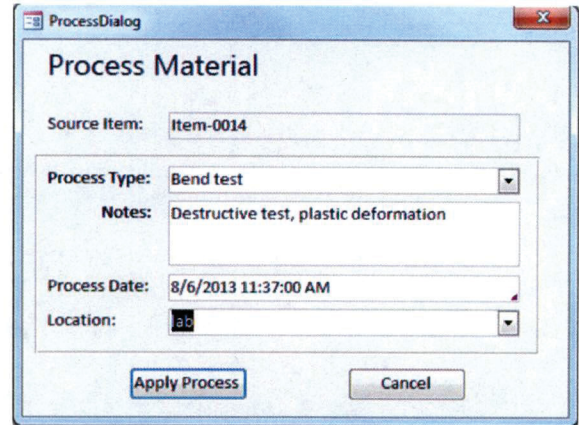 ProcessDialog
Process Material
Source Item: Item-0014
Process Type: Bend test
Notes: Destructive test, plastic deformation
Process Date: 8/6/2013 11:37:00 AM
Location: lab
Apply Process Cancel